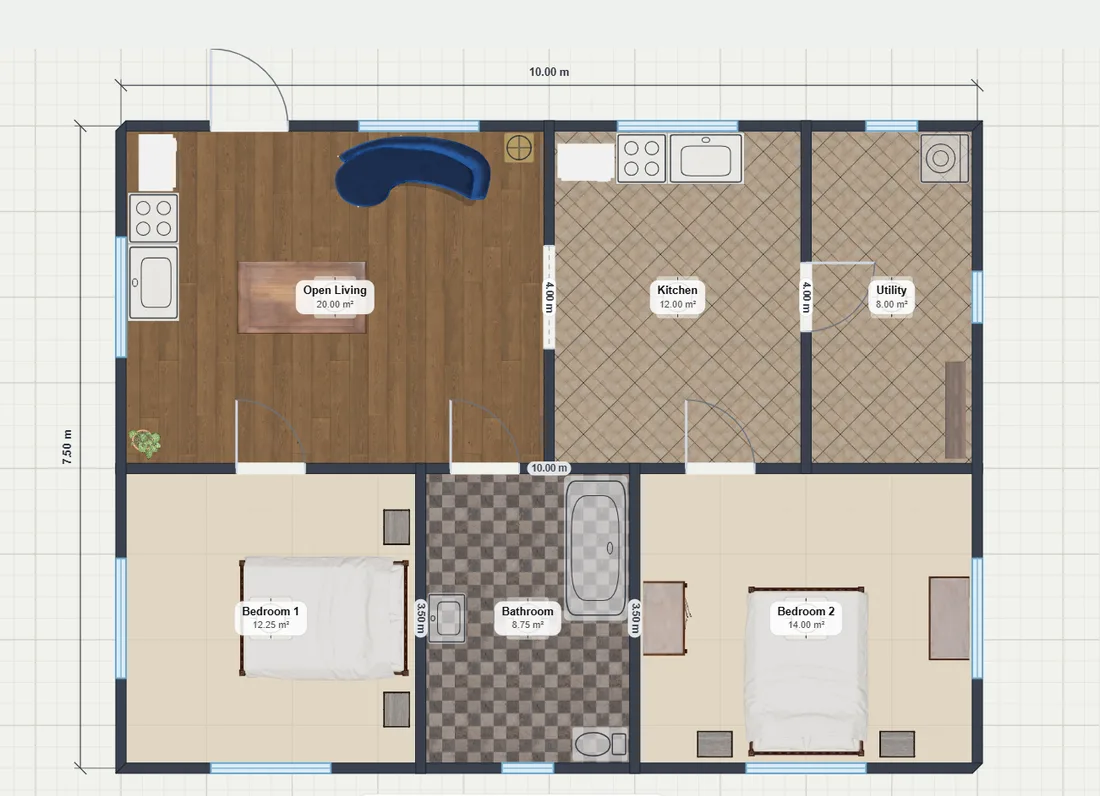 10.00 m
Open Living
20.00 m²
4.00 m
Kitchen
12.00 m²
4.00 m
Utility
8.00 m²
7.50 m
10.00 m
Bedroom 1
12.25 m²
3.50 m
Bathroom
8.75 m²
3.50 m
Bedroom 2
14.00 m²